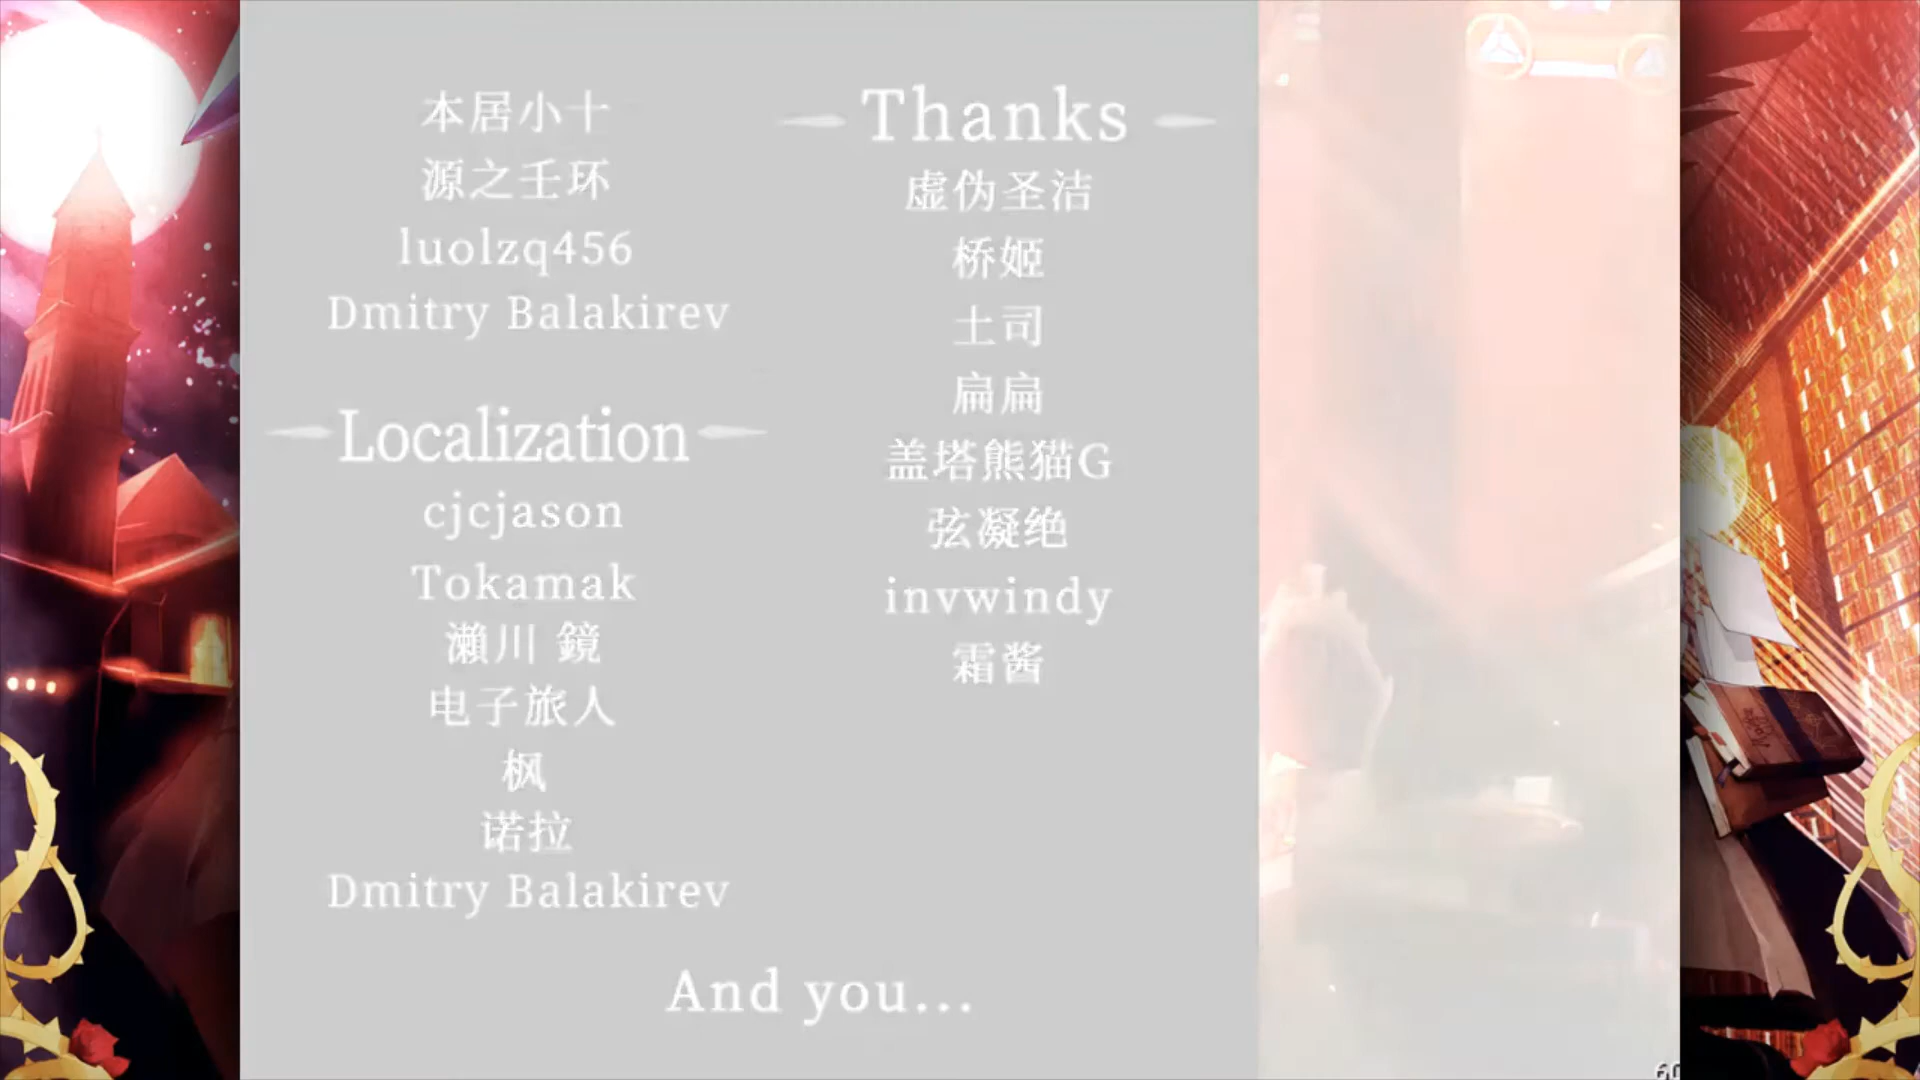 本居小十
源之壬环
luolzq456
Dmitry Balakirev
Localization
cjcjason
Tokamak
瀨川 鏡
电子旅人
枫
诺拉
Dmitry Balakirev
Thanks
虚伪圣洁
桥姬
土司
扁扁
盖塔熊猫G
弦凝绝
invwindy
霜酱
And you...